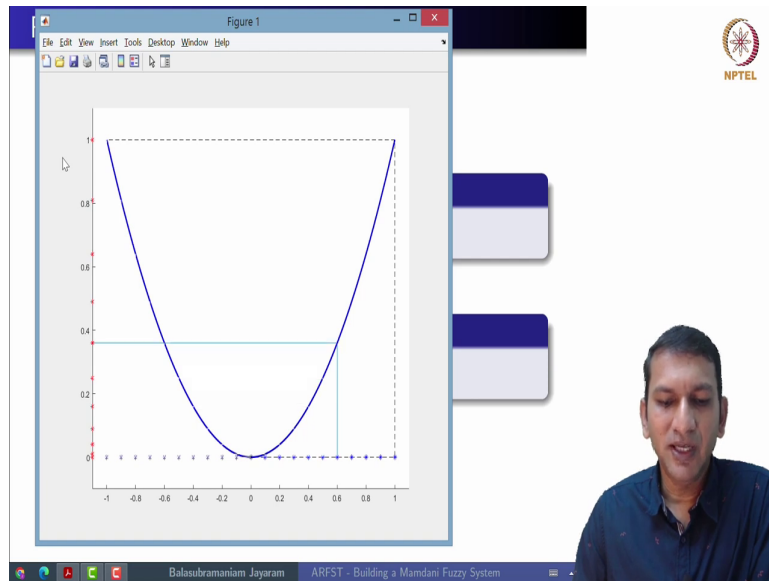 Figure 1
File Edit View Insert Tools Desktop Window Help
NPTEL
1
0.8
0.6
0.4
0.2
0
-1 -0.8 -0.6 -0.4 -0.2 0 0.2 0.4 0.6 0.8 1
Balasubramaniam Jayaram ARFST - Building a Mamdani Fuzzy System